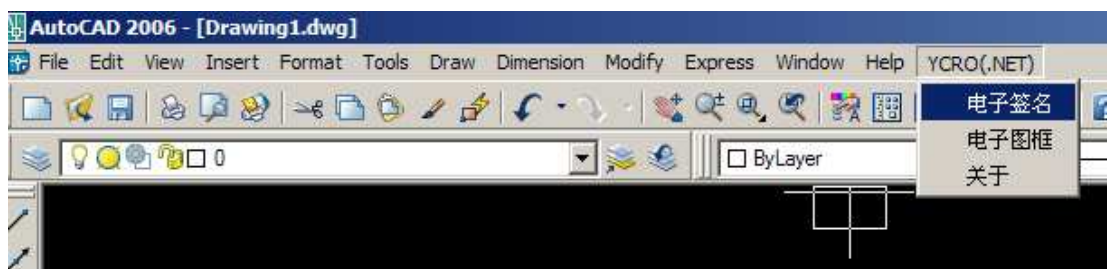 AutoCAD 2006 - [Drawing1.dwg]
File Edit View Insert Format Tools Draw Dimension Modify Express Window Help YCRO(.NET)
电子签名
电子图框
关于
0
ByLayer